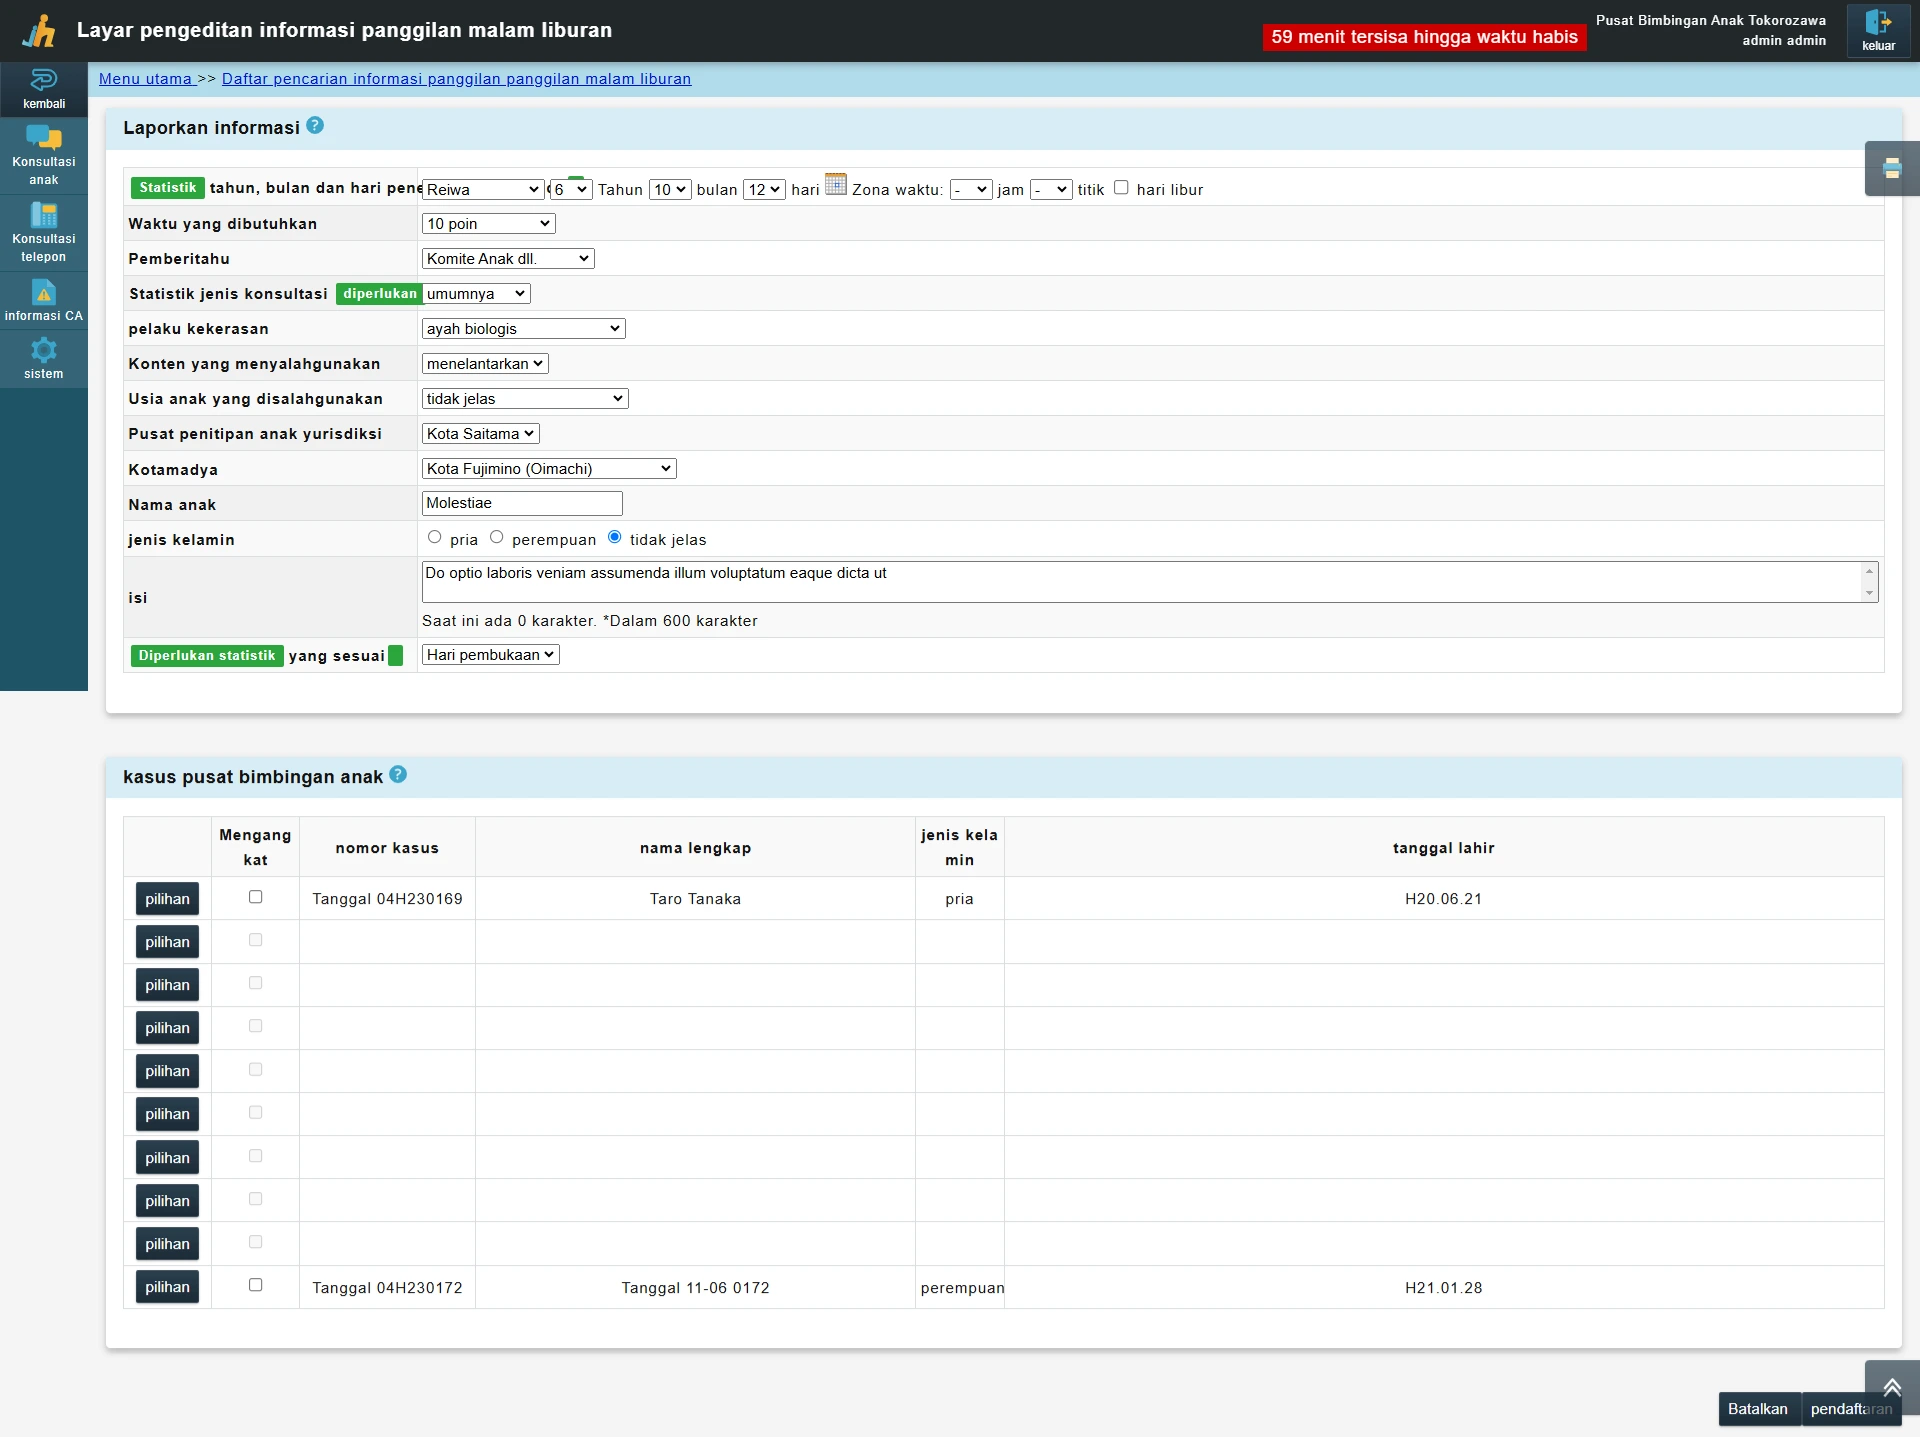 Layar pengeditan informasi panggilan malam liburan
59 menit tersisa hingga waktu habis
Pusat Bimbingan Anak Tokorozawa
admin admin
keluar
kembali
Menu utama >> Daftar pencarian informasi panggilan panggilan malam liburan
Konsultasi
anak
Konsultasi
telepon
informasi CA
sistem
Laporkan informasi ?
Statistik tahun, bulan dan hari pene Reiwa 6 Tahun 10 bulan 12 hari Zona waktu: - jam - titik hari libur
Waktu yang dibutuhkan 10 poin
Pemberitahu Komite Anak dll.
Statistik jenis konsultasi diperlukan umumnya
pelaku kekerasan ayah biologis
Konten yang menyalahgunakan menelantarkan
Usia anak yang disalahgunakan tidak jelas
Pusat penitipan anak yurisdiksi Kota Saitama
Kotamadya Kota Fujimino (Oimachi)
Nama anak Molestiae
jenis kelamin pria perempuan tidak jelas
isi Do optio laboris veniam assumenda illum voluptatum eaque dicta ut
Saat ini ada 0 karakter. *Dalam 600 karakter
Diperlukan statistik yang sesuai Hari pembukaan
kasus pusat bimbingan anak ?
Mengang
kat
nomor kasus
nama lengkap
jenis kela
min
tanggal lahir
pilihan Tanggal 04H230169 Taro Tanaka pria H20.06.21
pilihan
pilihan
pilihan
pilihan
pilihan
pilihan
pilihan
pilihan
pilihan Tanggal 04H230172 Tanggal 11-06 0172 perempuan H21.01.28
Batalkan pendaftaran